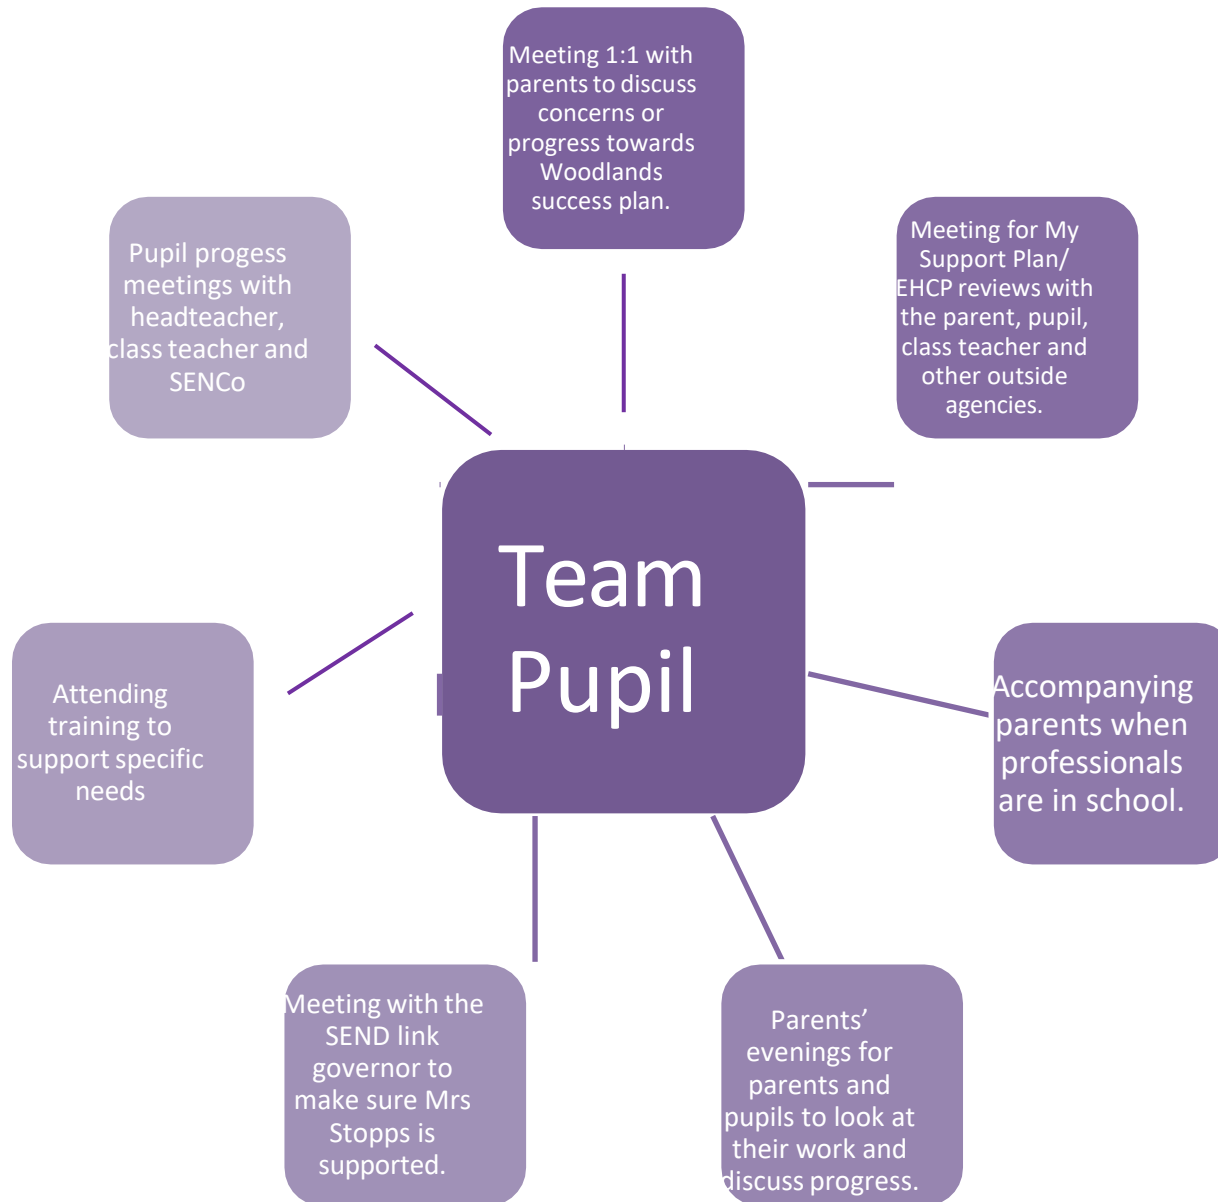 Meeting 1:1 with
parents to discuss
concerns or
progress towards
Woodlands
success plan.
Meeting for My
Support Plan/
EHCP reviews with
the parent, pupil,
class teacher and
other outside
agencies.
Accompanying
parents when
professionals
are in school.
Parents’
evenings for
parents and
pupils to look at
their work and
discuss progress.
Meeting with the
SEND link
governor to
make sure Mrs
Stopps is
supported.
Attending
training to
support specific
needs
Pupil progess
meetings with
headteacher,
class teacher and
SENCo
Team
Pupil